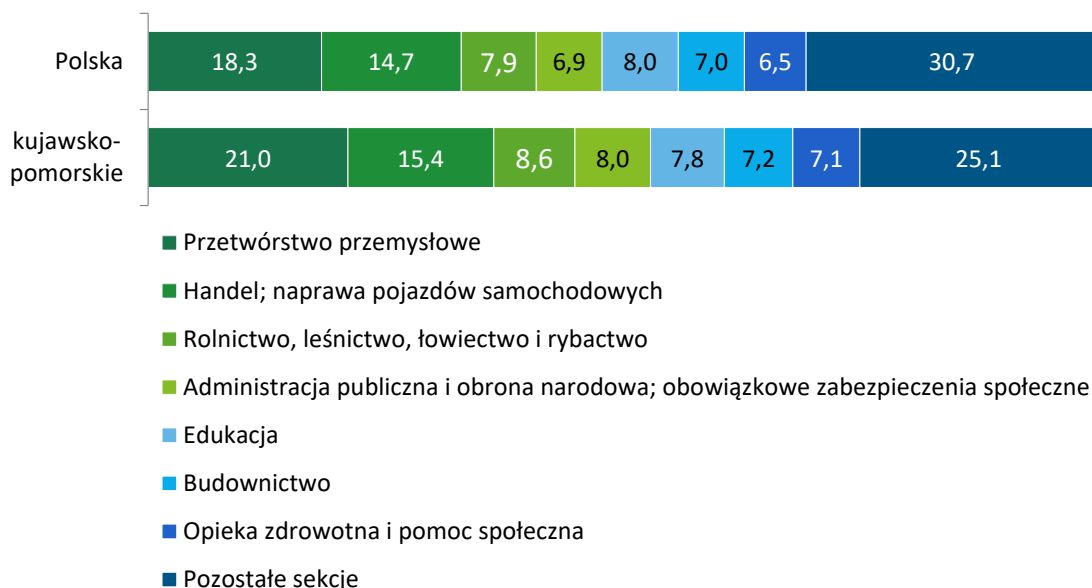 Polska
18,3 14,7 7,9 6,9 8,0 7,0 6,5 30,7
kujawsko-
pomorskie
21,0 15,4 8,6 8,0 7,8 7,2 7,1 25,1
Przetwórstwo przemysłowe
Handel; naprawa pojazdów samochodowych
Rolnictwo, leśnictwo, łowiectwo i rybactwo
Administracja publiczna i obrona narodowa; obowiązkowe zabezpieczenia społeczne
Edukacja
Budownictwo
Opieka zdrowotna i pomoc społeczna
Pozostałe sekcje